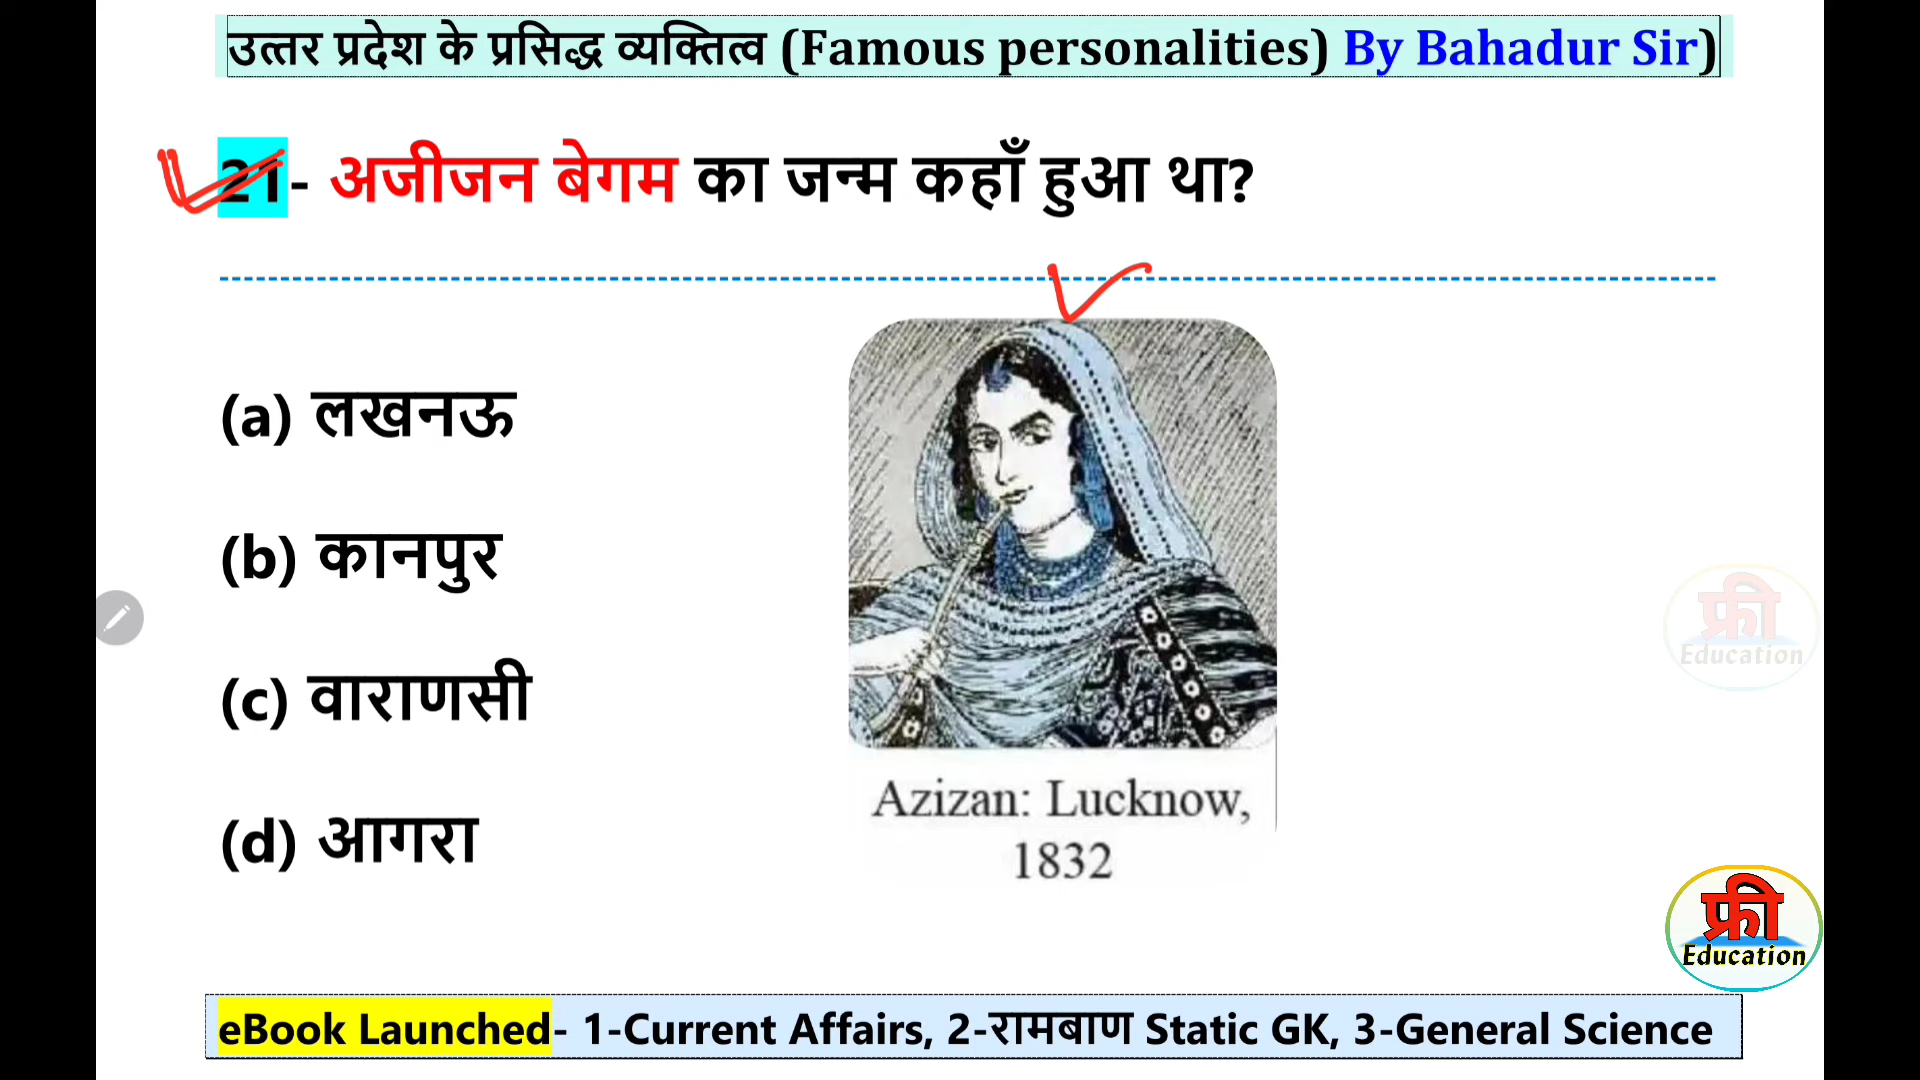 उत्तर प्रदेश के प्रसिद्ध व्यक्तित्व (Famous personalities) By Bahadur Sir)
21- अजीजन बेगम का जन्म कहाँ हुआ था?
(a) लखनऊ
(b) कानपुर
(c) वाराणसी
(d) आगरा
Azizan: Lucknow,
1832
फ्री
Education
फ्री
Education
eBook Launched- 1-Current Affairs, 2-रामबाण Static GK, 3-General Science